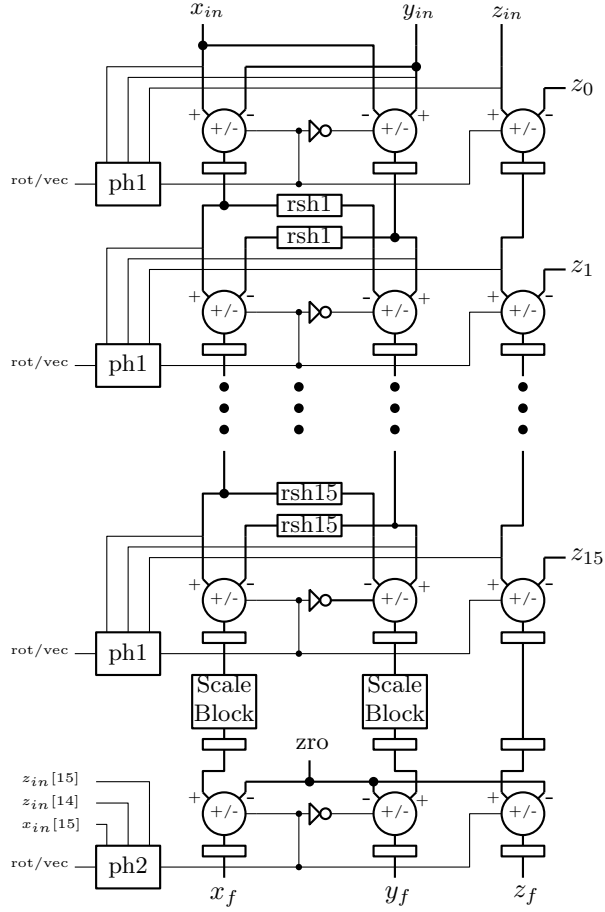 x_in y_in z_in
z_0
+ - - + + -
+/- +/- +/-
rot/vec ph1
rsh1
rsh1
z_1
+ - - + + -
+/- +/- +/-
rot/vec ph1
rsh15
rsh15
z_15
+ - - + + -
+/- +/- +/-
rot/vec ph1
Scale Scale
Block Block
zro
z_in[15]
z_in[14]
x_in[15]
+ - - + + -
+/- +/- +/-
rot/vec ph2
x_f y_f z_f